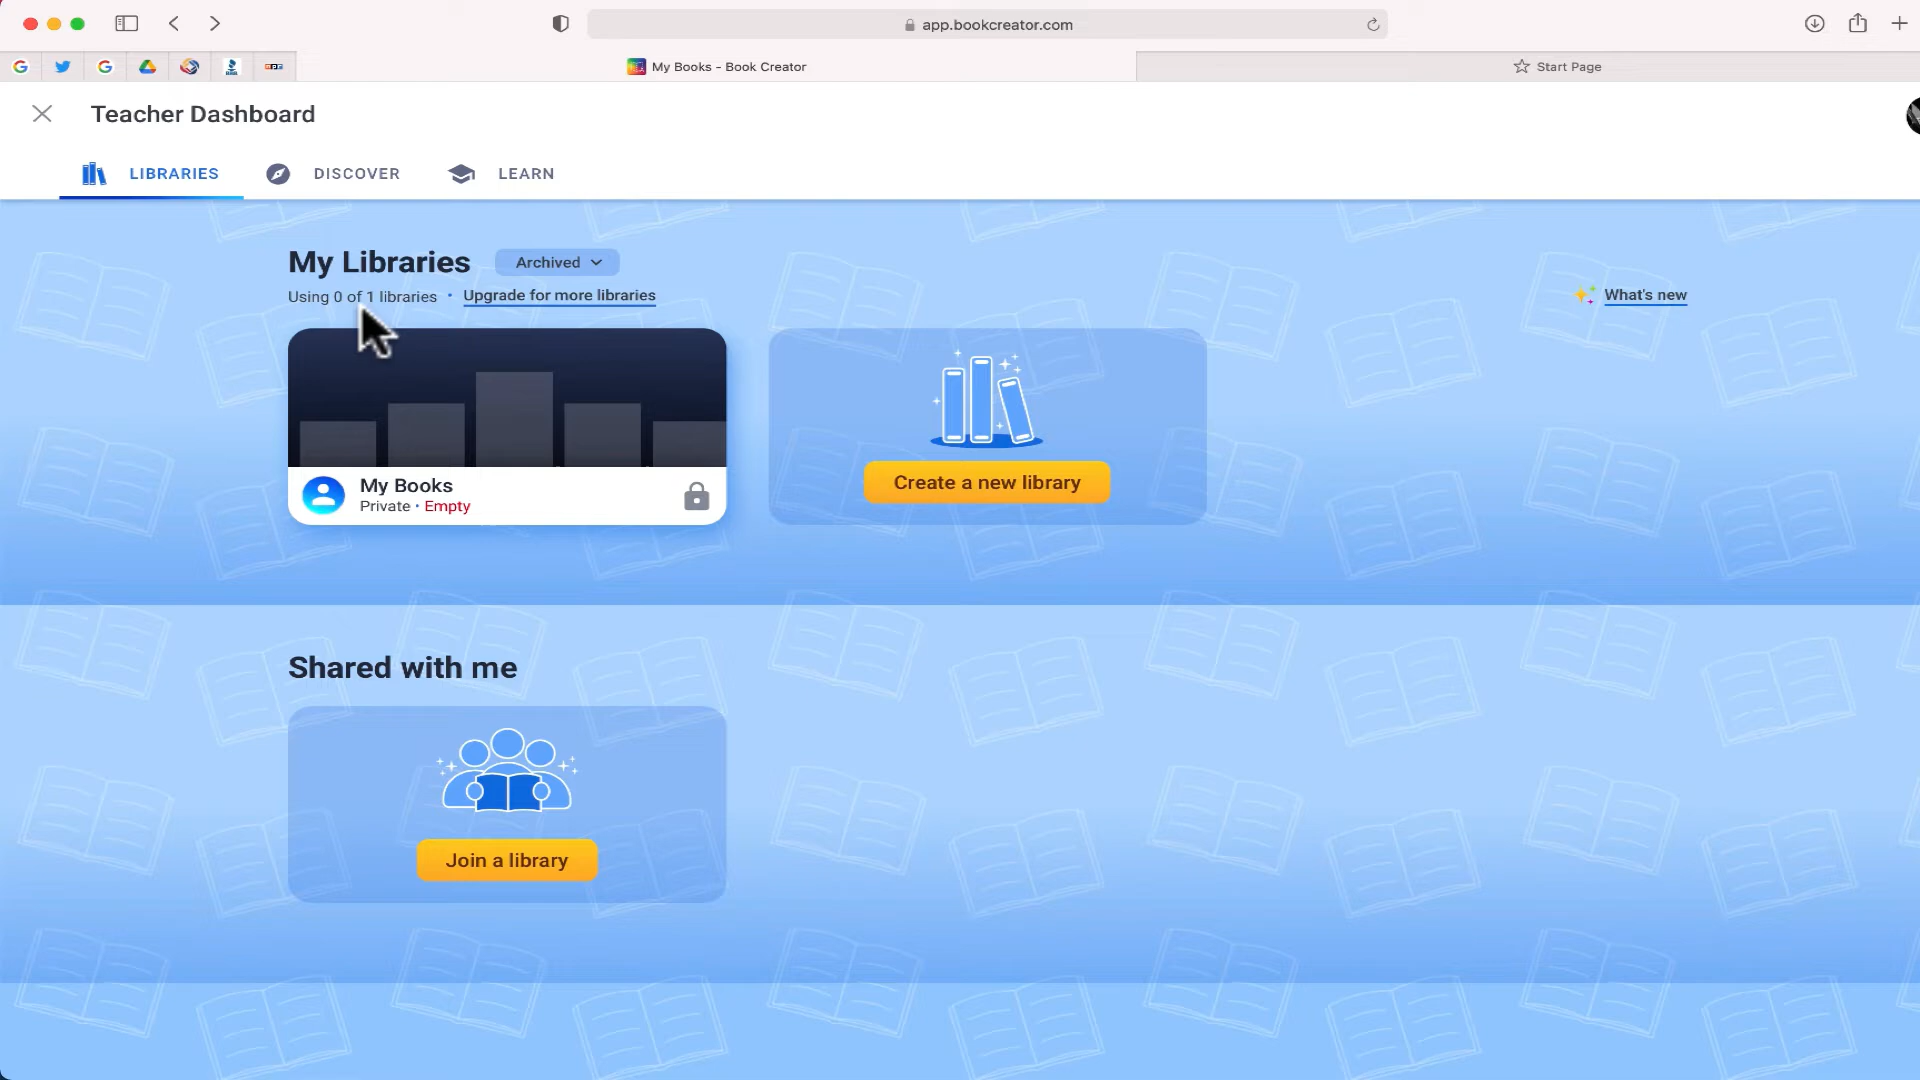 app.bookcreator.com
My Books – Book Creator
Start Page
Teacher Dashboard
LIBRARIES
DISCOVER
LEARN
My Libraries
Archived
Using 0 of 1 libraries • Upgrade for more libraries
What's new
My Books
Private • Empty
Create a new library
Shared with me
Join a library